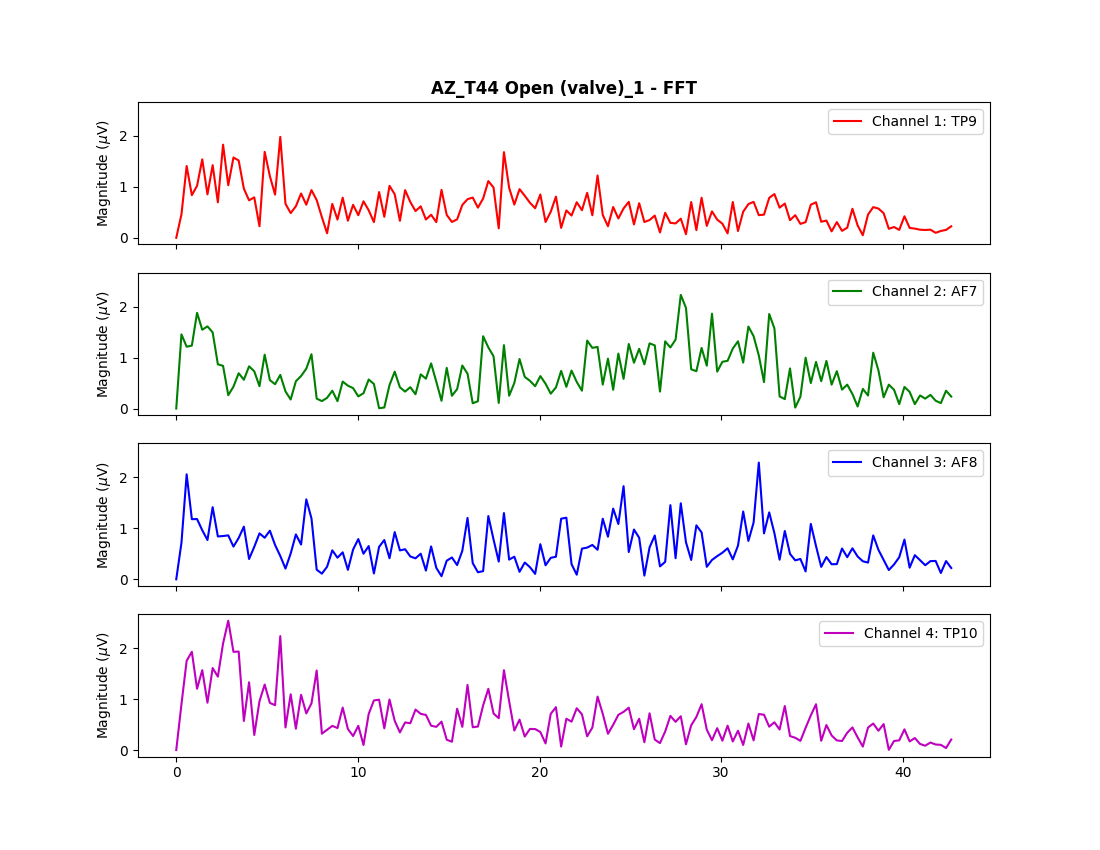 AZ_T44 Open (valve)_1 - FFT
Magnitude (μV)
2
1
0
Channel 1: TP9
Magnitude (μV)
2
1
0
Channel 2: AF7
Magnitude (μV)
2
1
0
Channel 3: AF8
Magnitude (μV)
2
1
0
Channel 4: TP10
0 10 20 30 40